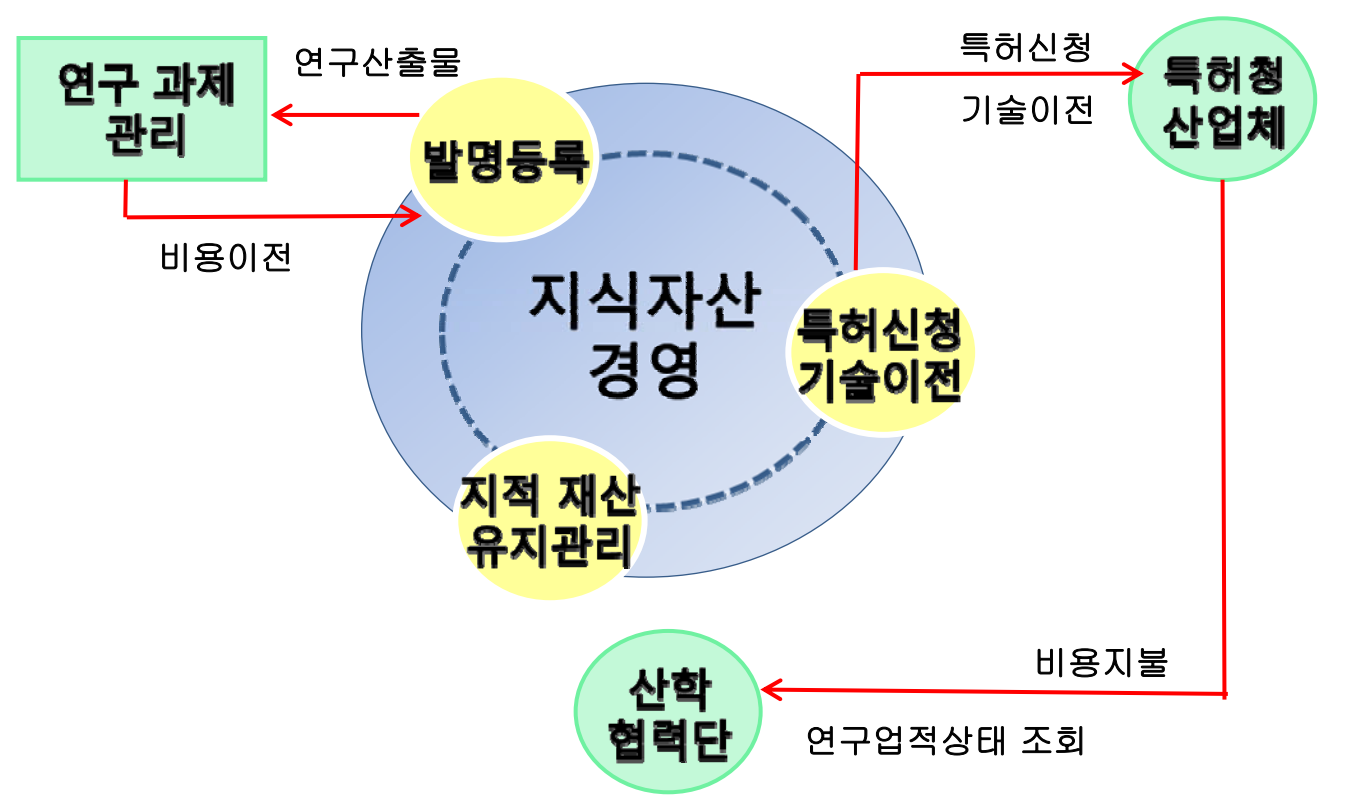 연구 과제
관리
연구산출물
비용이전
발명등록
특허신청
기술이전
특허청
산업체
지식자산
경영
특허신청
기술이전
지적 재산
유지관리
산학
협력단
비용지불
연구업적상태 조회